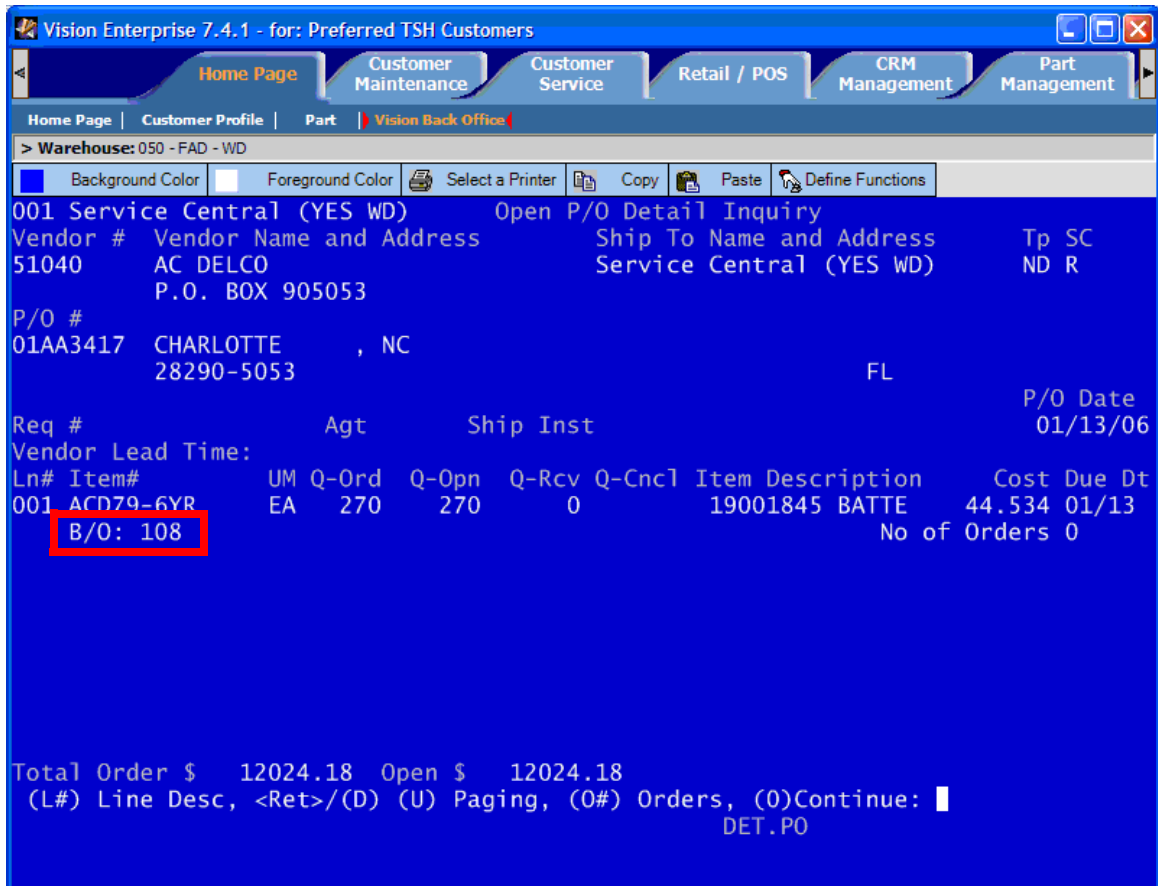 Vision Enterprise 7.4.1 - for: Preferred TSH Customers
Home Page Customer Maintenance Customer Service Retail / POS CRM Management Part Management
Home Page | Customer Profile | Part | Vision Back Office
> Warehouse: 050 - FAD - WD
Background Color Foreground Color Select a Printer Copy Paste Define Functions
001 Service Central (YES WD) Open P/O Detail Inquiry
Vendor # Vendor Name and Address Ship To Name and Address Tp SC
51040 AC DELCO Service Central (YES WD) ND R
P.O. BOX 905053
P/O #
01AA3417 CHARLOTTE , NC
28290-5053 FL
P/O Date
Req # Agt Ship Inst 01/13/06
Vendor Lead Time:
Ln# Item# UM Q-Ord Q-Opn Q-Rcv Q-Cncl Item Description Cost Due Dt
001 ACD79-6YR EA 270 270 0 19001845 BATTE 44.534 01/13
B/O: 108 No of Orders 0
Total Order $ 12024.18 Open $ 12024.18
(L#) Line Desc, <Ret>/(D) (U) Paging, (O#) Orders, (0)Continue:
DET.PO